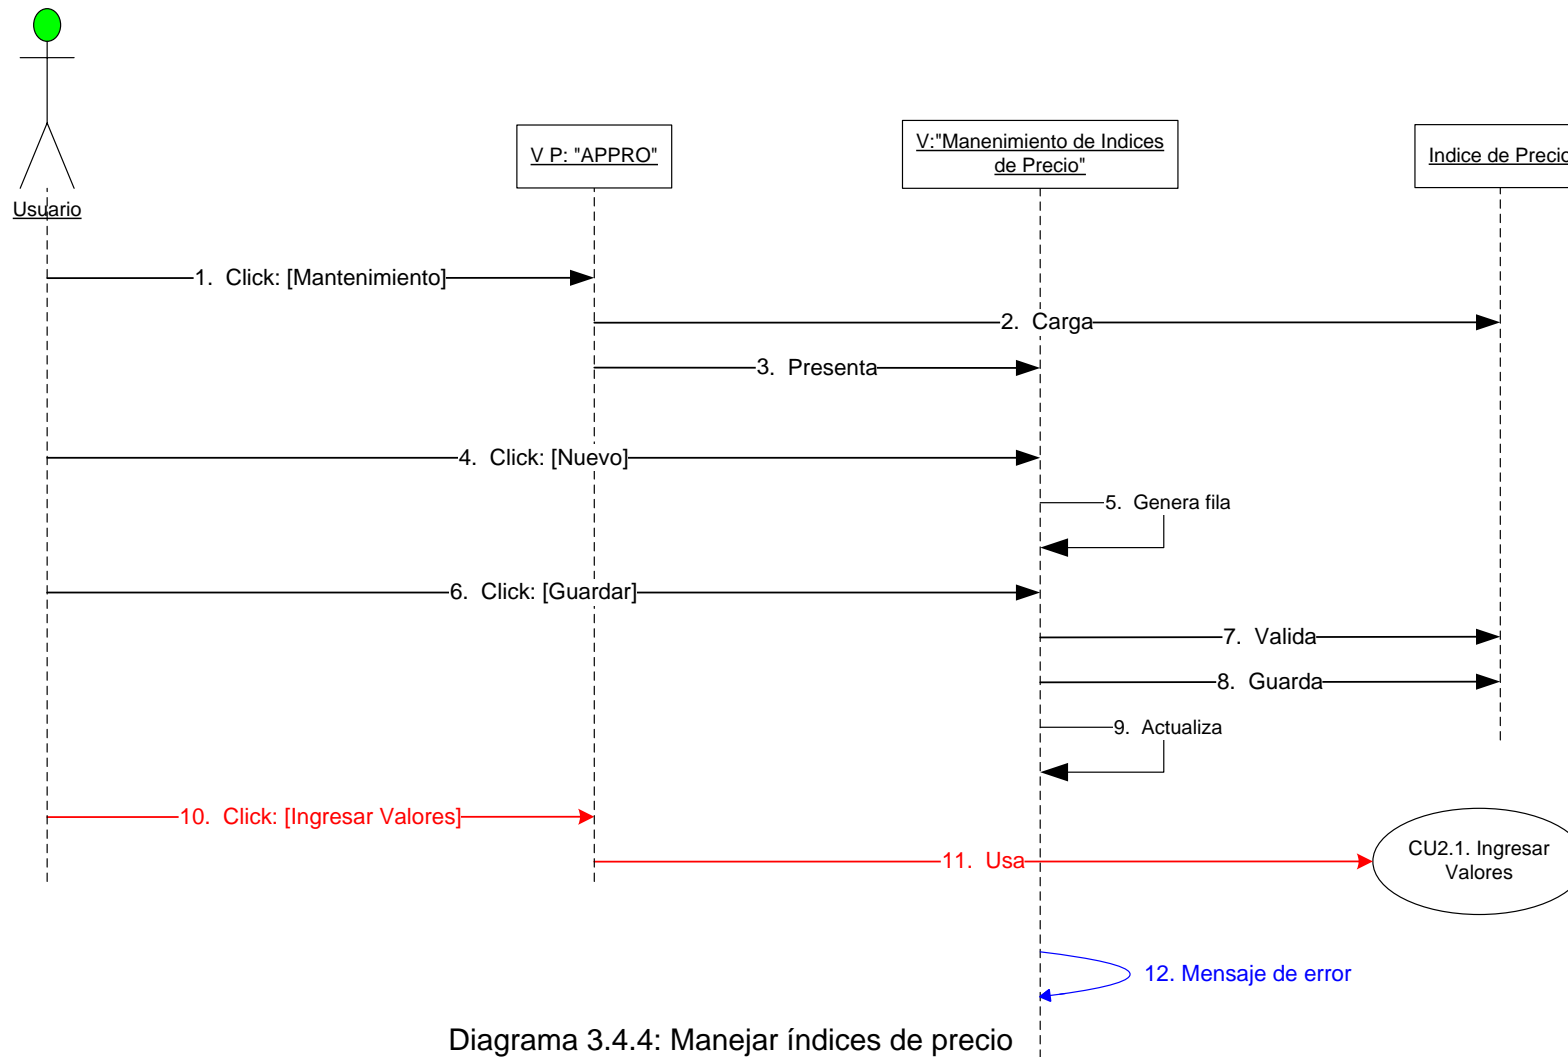 V P: "APPRO"
V:"Manenimiento de Indices
de Precio"
Indice de Precio
Usuario
1. Click: [Mantenimiento]
2. Carga
3. Presenta
4. Click: [Nuevo]
5. Genera fila
6. Click: [Guardar]
7. Valida
8. Guarda
9. Actualiza
10. Click: [Ingresar Valores]
11. Usa
CU2.1. Ingresar
Valores
12. Mensaje de error
Diagrama 3.4.4: Manejar índices de precio